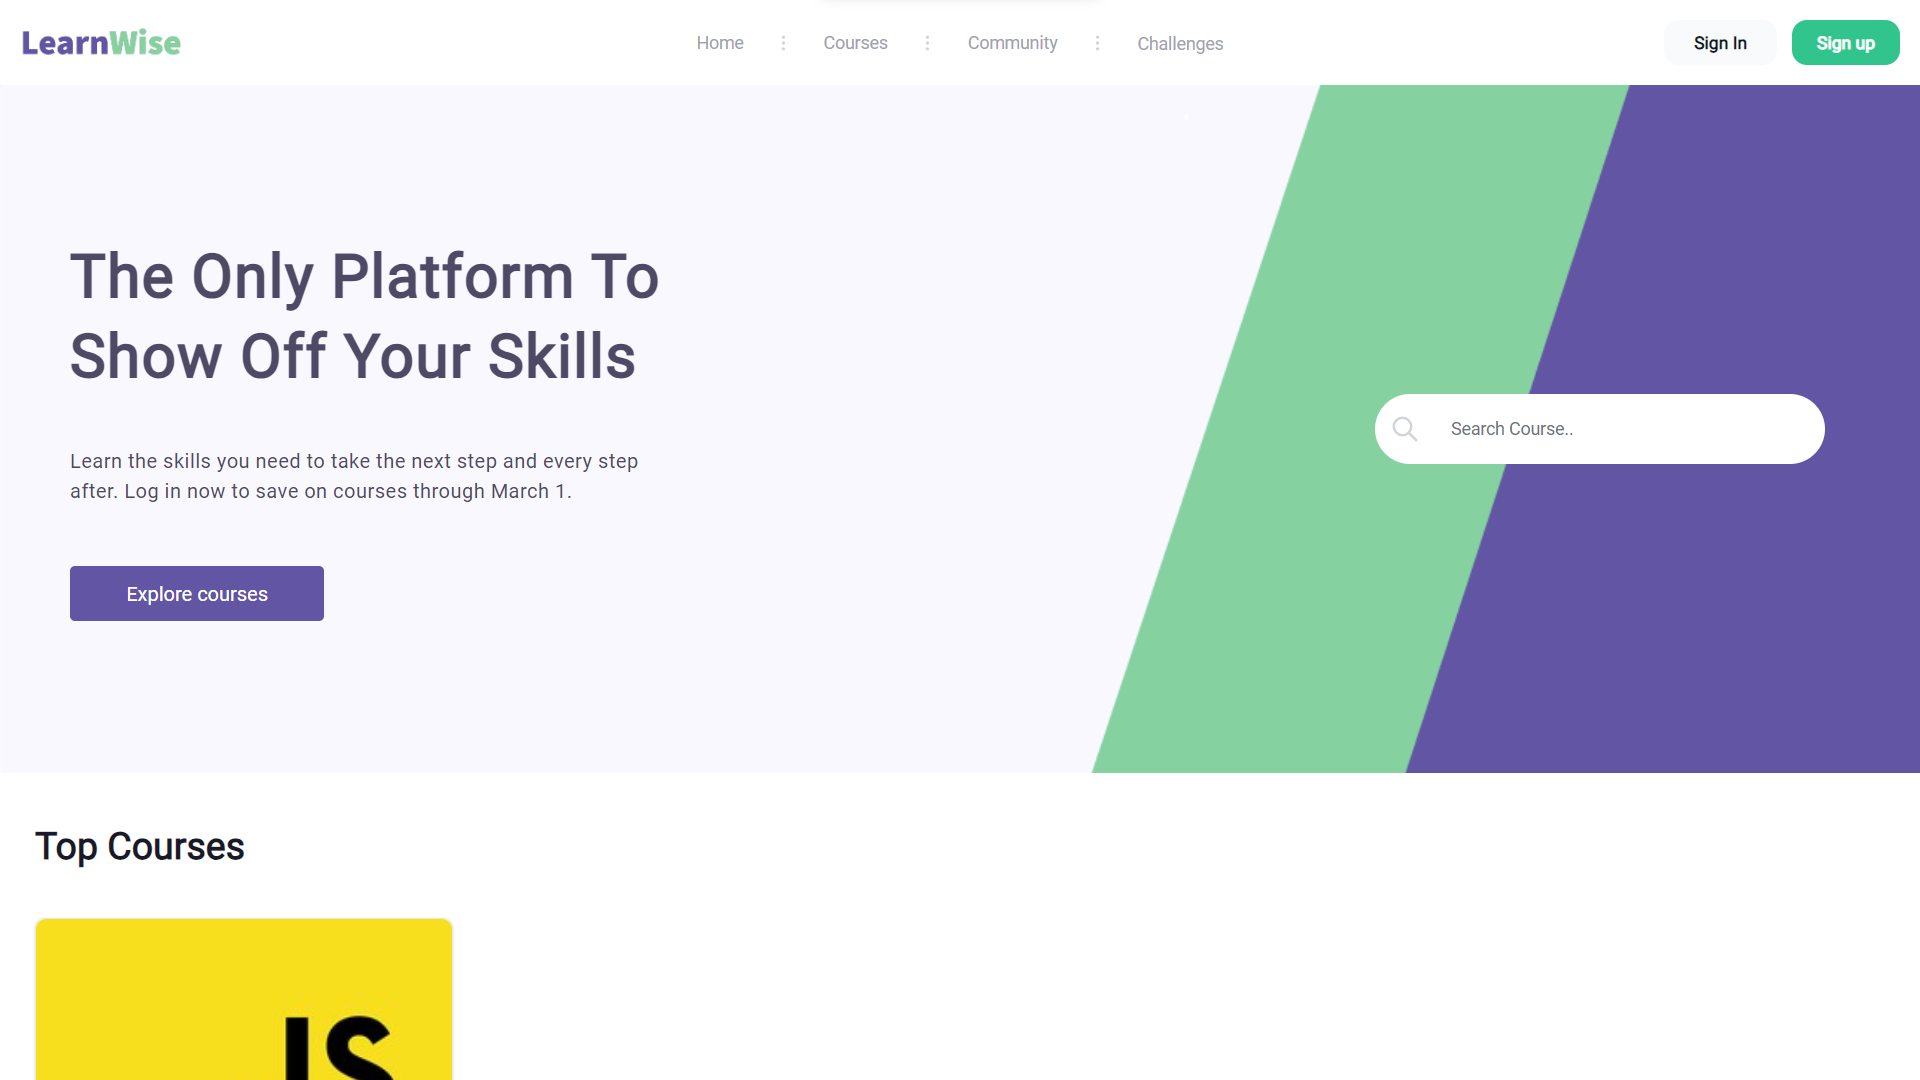 LearnWise
Home
Courses
Community
Challenges
Sign In
Sign up
The Only Platform To
Show Off Your Skills
Learn the skills you need to take the next step and every step
after. Log in now to save on courses through March 1.
Search Course..
Explore courses
Top Courses
JS